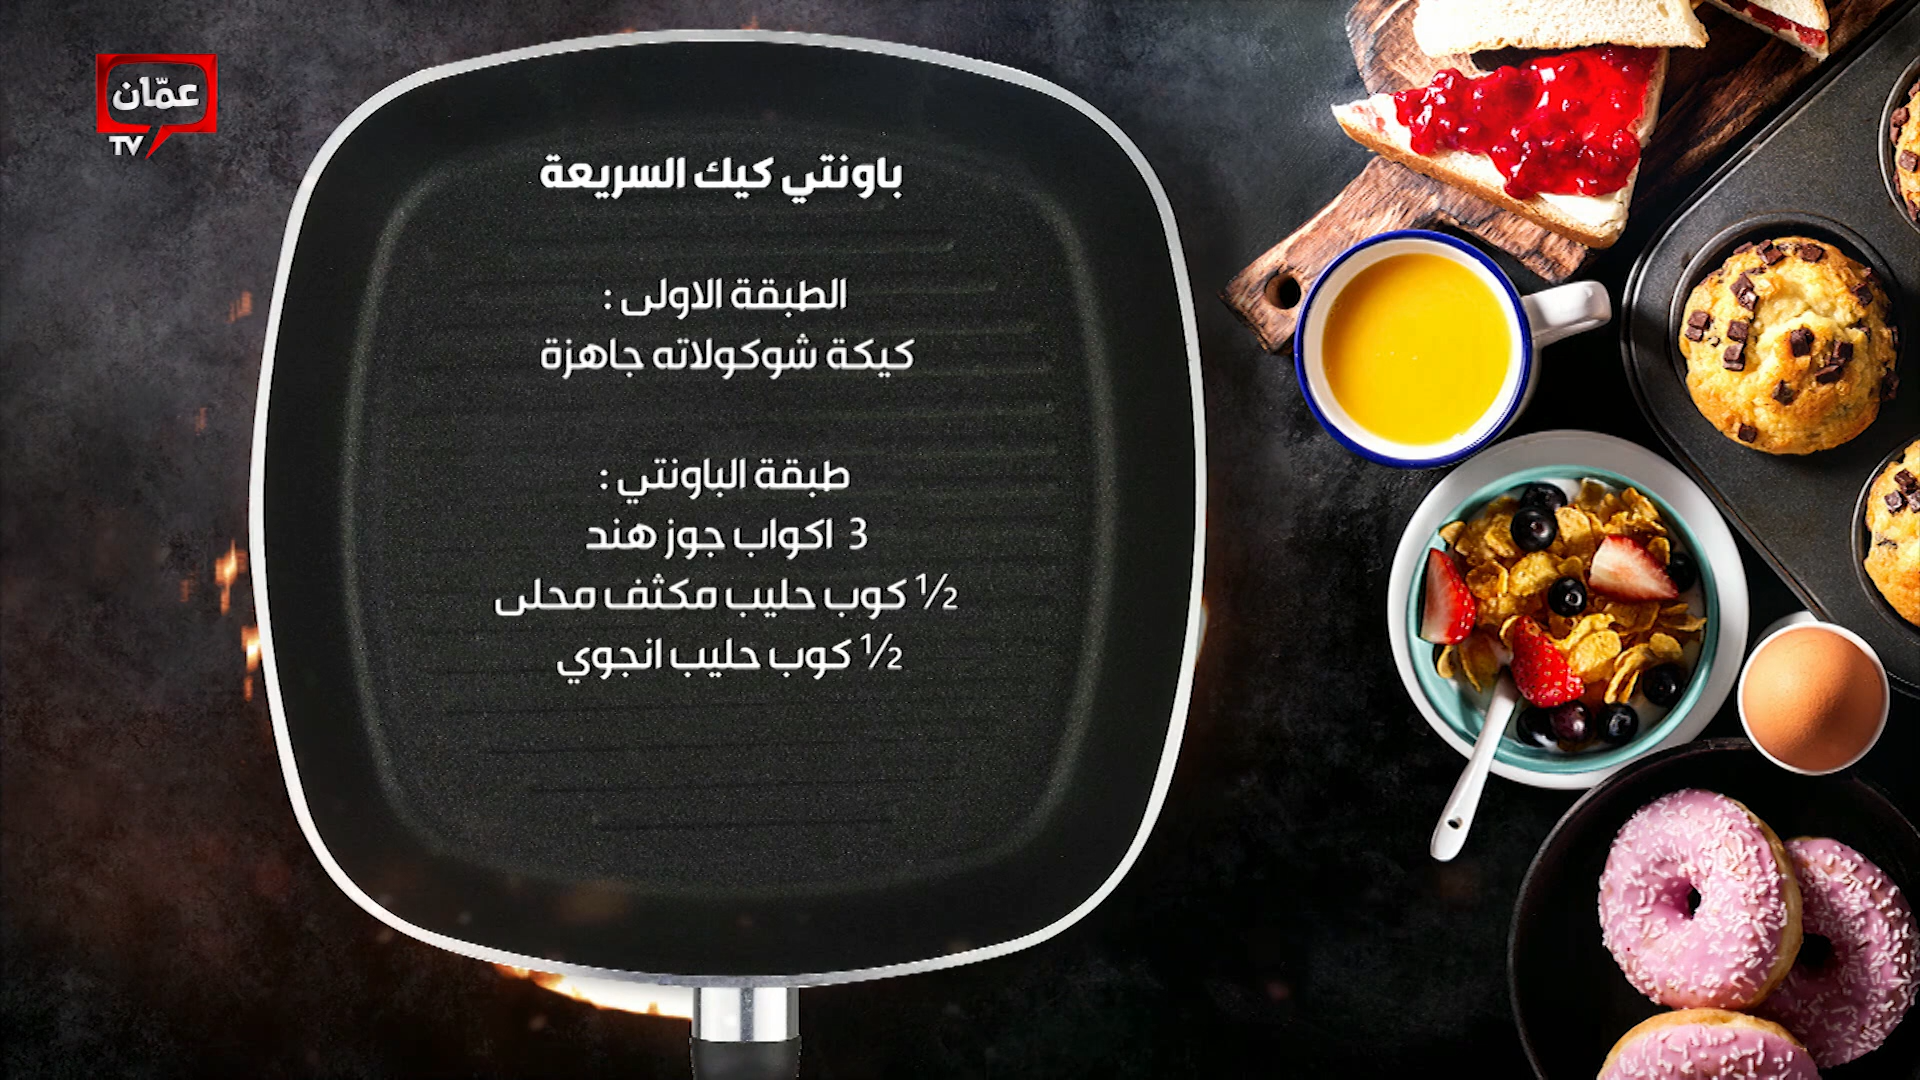 عمّان
TV
باونتي كيك السريعة
الطبقة الاولى :
كيكة شوكولاته جاهزة
طبقة الباونتي :
3 اكواب جوز هند
½ كوب حليب مكثف محلى
½ كوب حليب انجوي